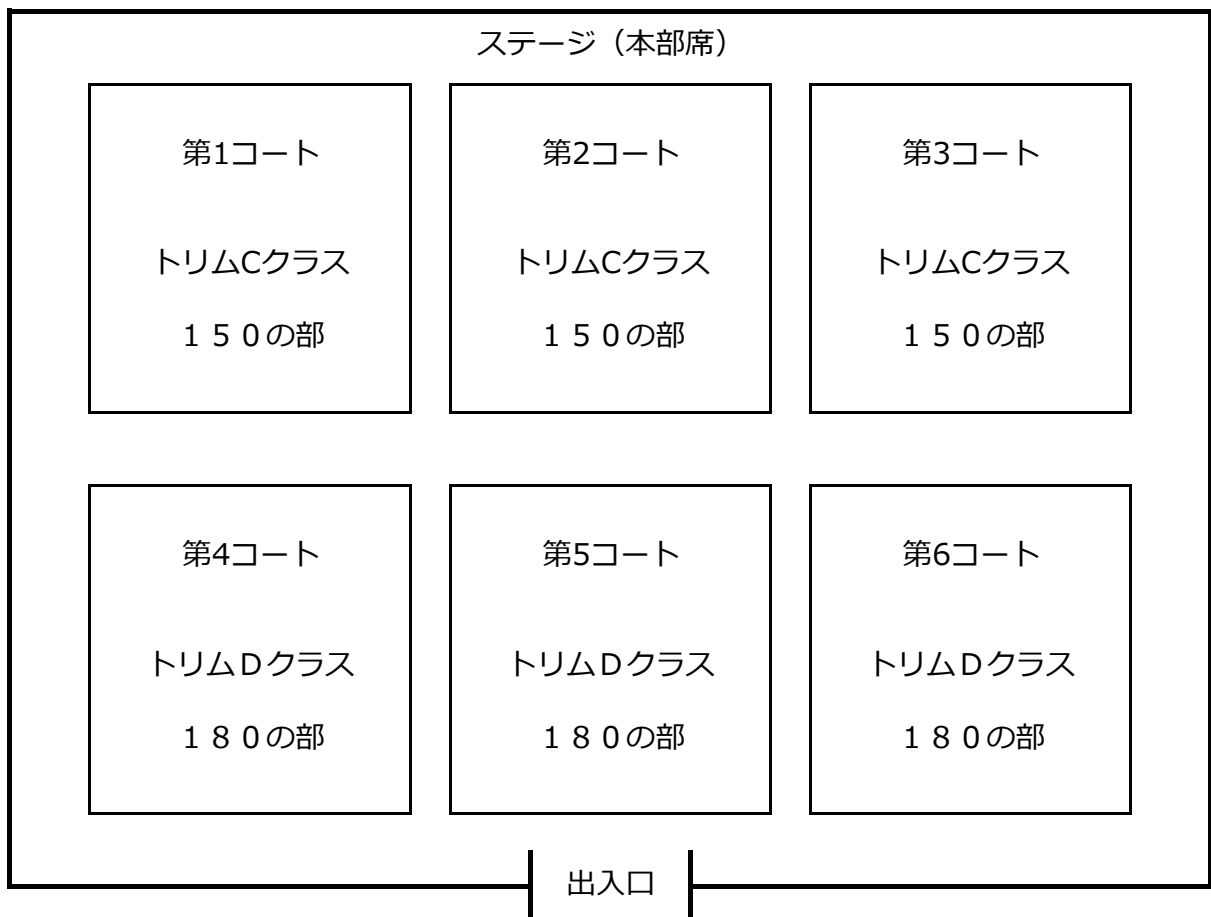 ステージ（本部席）
第1コート
トリムCクラス
１５０の部
第2コート
トリムCクラス
１５０の部
第3コート
トリムCクラス
１５０の部
第4コート
トリムＤクラス
１８０の部
第5コート
トリムＤクラス
１８０の部
第6コート
トリムＤクラス
１８０の部
出入口